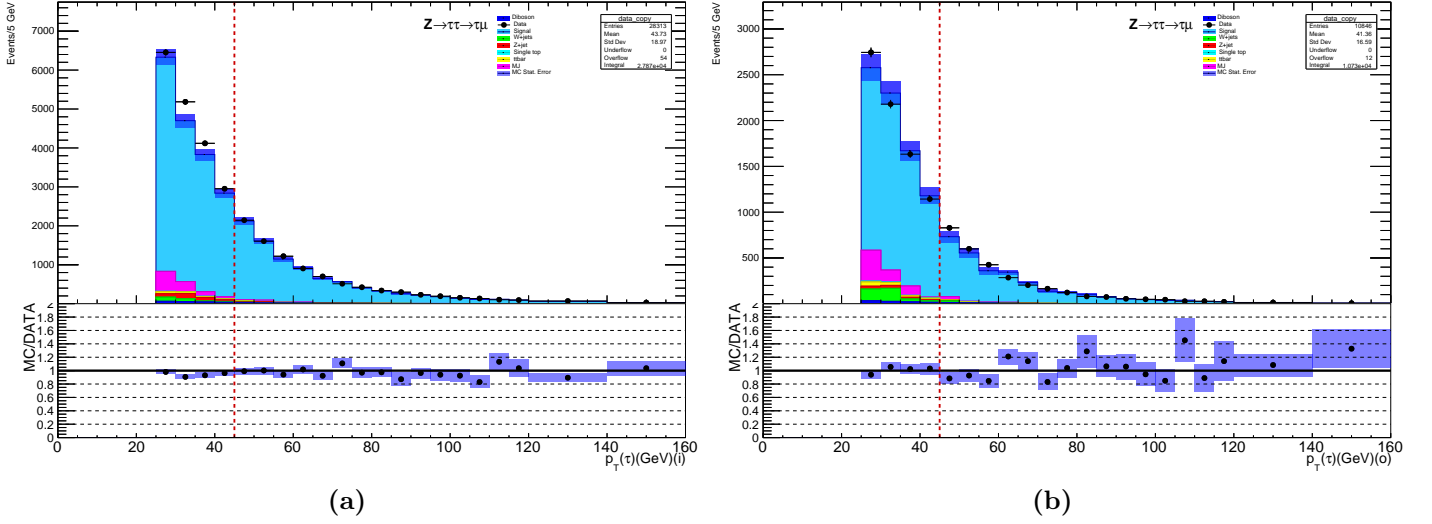 Events/5 GeV
7000
6000
5000
4000
3000
2000
1000
Z→ττ→τμ
Diboson
Data
Signal
W+jets
Z+jet
Single top
ttbar
MJ
MC Stat. Error
data_copy
Entries 28313
Mean 43.73
Std Dev 18.97
Underflow 0
Overflow 54
Integral 2.787e+04
MC/DATA
2
1.8
1.6
1.4
1.2
1
0.8
0.6
0.4
0.2
0
0 20 40 60 80 100 120 140 160
p_T(τ)(GeV)(i)
(a)
Events/5 GeV
3000
2500
2000
1500
1000
500
Z→ττ→τμ
Diboson
Data
Signal
W+jets
Z+jet
Single top
ttbar
MJ
MC Stat. Error
data_copy
Entries 10846
Mean 41.36
Std Dev 16.59
Underflow 0
Overflow 12
Integral 1.073e+04
MC/DATA
2
1.8
1.6
1.4
1.2
1
0.8
0.6
0.4
0.2
0
0 20 40 60 80 100 120 140 160
p_T(τ)(GeV)(o)
(b)